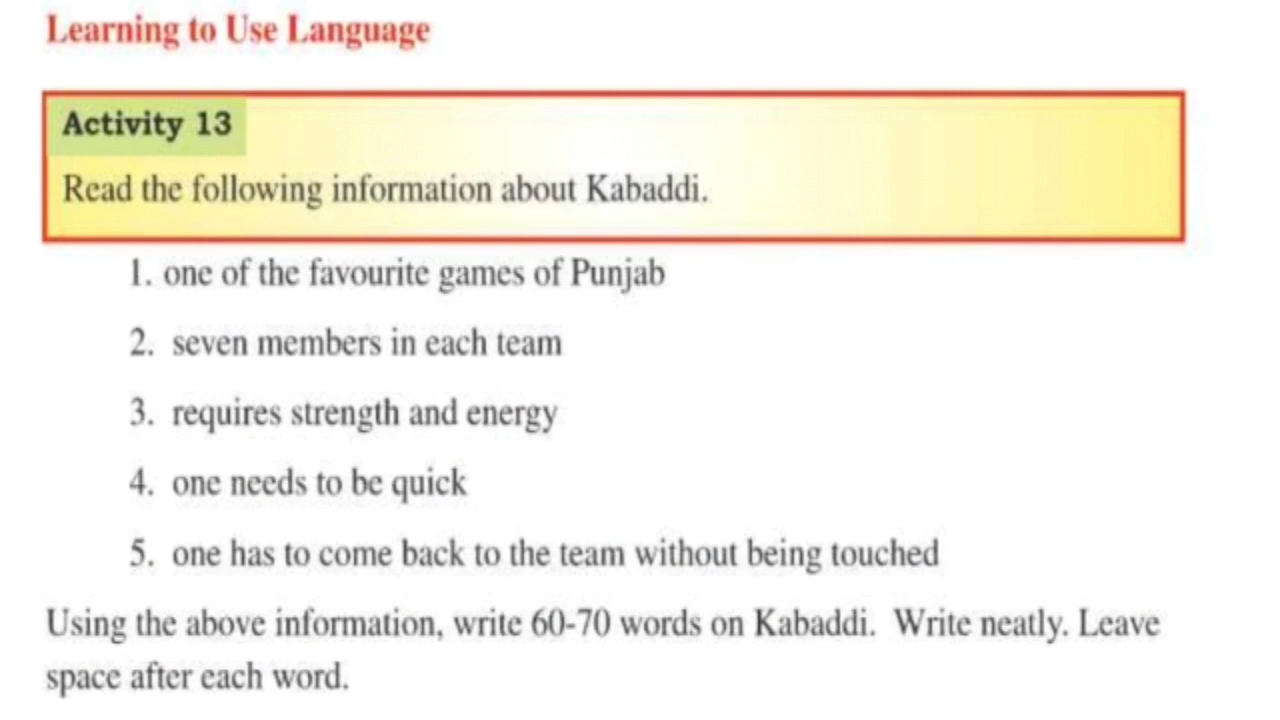 Learning to Use Language
Activity 13
Read the following information about Kabaddi.
1. one of the favourite games of Punjab
2. seven members in each team
3. requires strength and energy
4. one needs to be quick
5. one has to come back to the team without being touched
Using the above information, write 60-70 words on Kabaddi. Write neatly. Leave
space after each word.